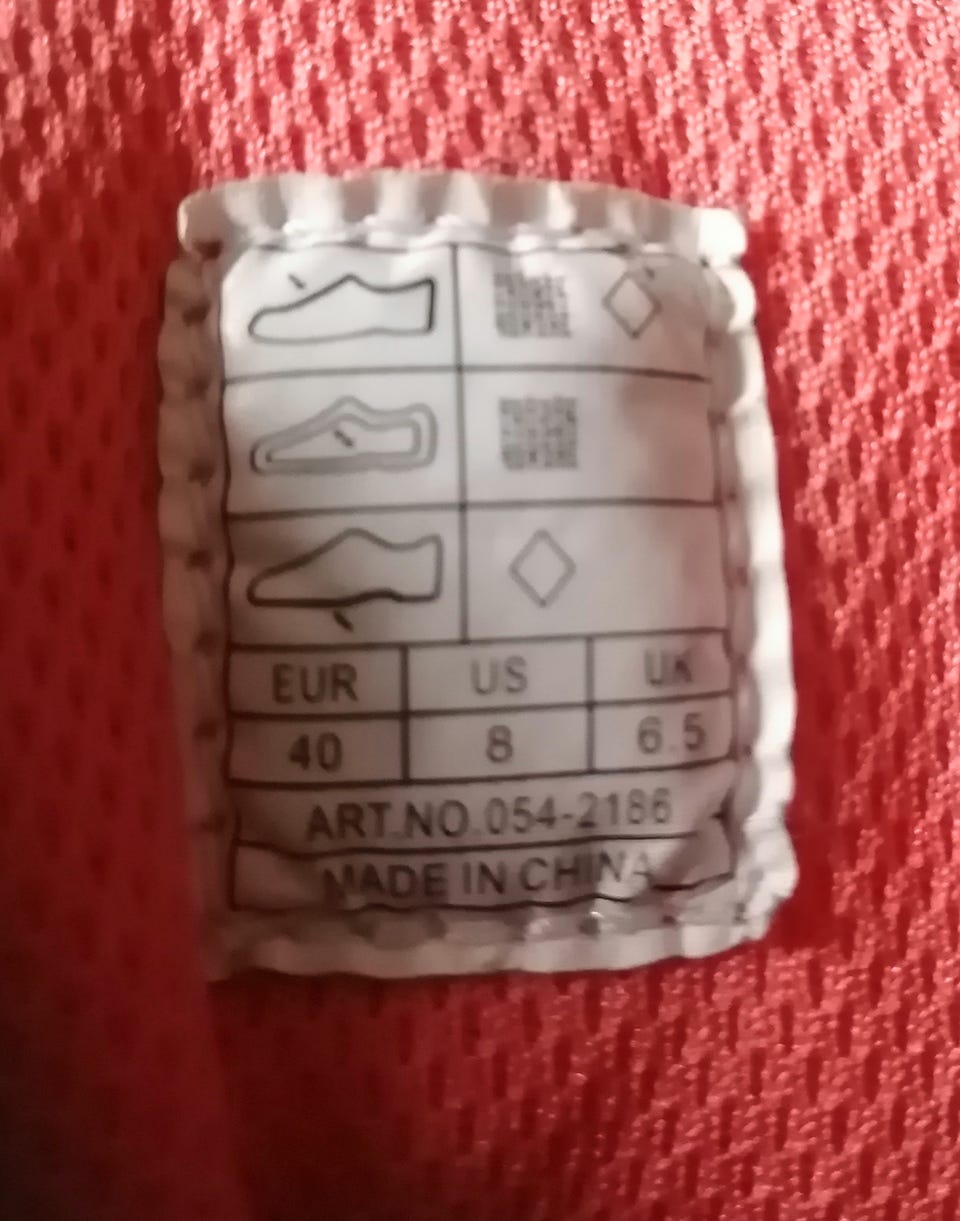 EUR US UK
40 8 6.5
ART.NO.054-2186
MADE IN CHINA